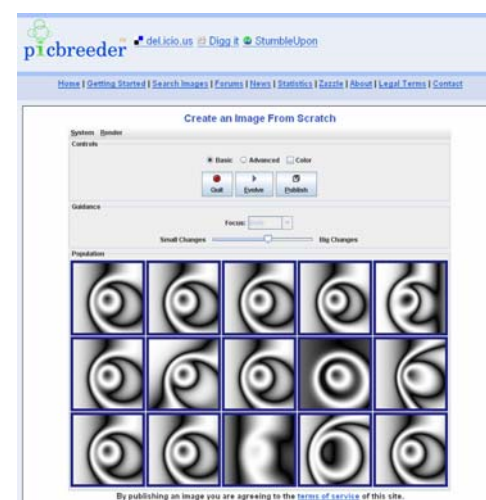 picbreeder del.icio.us Digg it StumbleUpon
Home | Getting Started | Search Images | Forums | News | Statistics | Zazzle | About | Legal Terms | Contact
Create an Image From Scratch
System Render
Controls
Basic Advanced Color
Quit Evolve Publish
Guidance
Focus:
Small Changes Big Changes
Population
By publishing an image you are agreeing to the terms of service of this site.